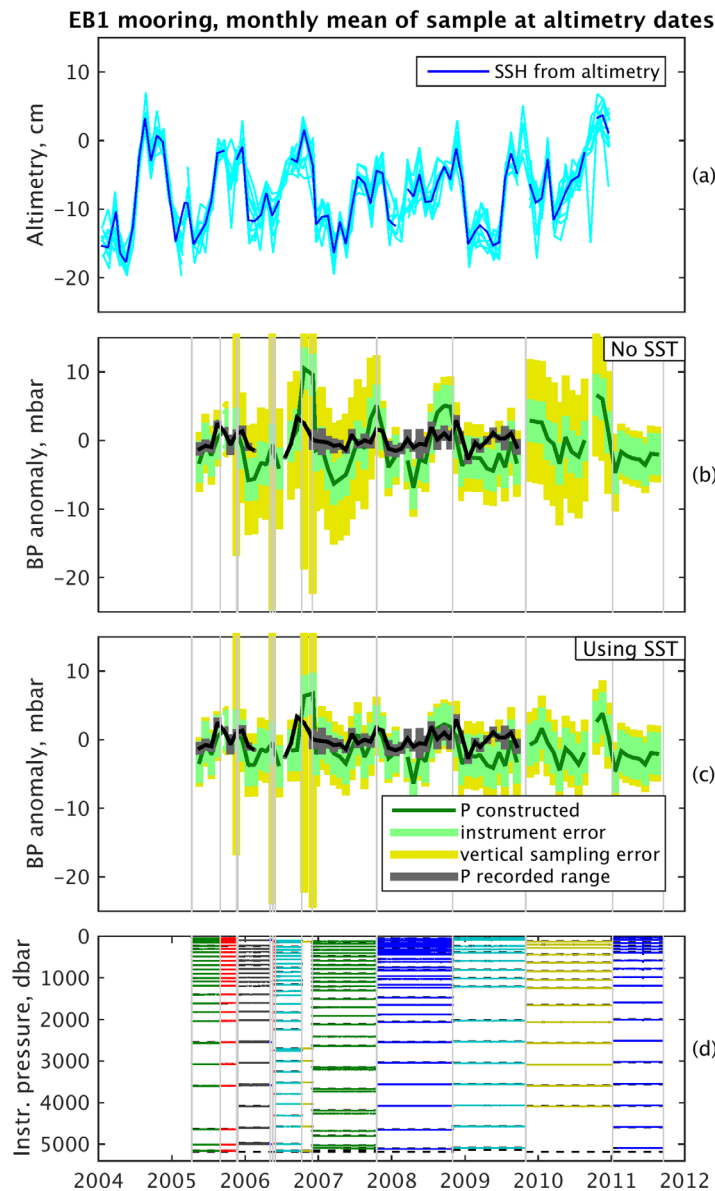 EB1 mooring, monthly mean of sample at altimetry dates
10
0
−10
−20
Altimetry, cm
SSH from altimetry
(a)
10
0
−10
−20
BP anomaly, mbar
No SST
(b)
10
0
−10
−20
BP anomaly, mbar
Using SST
P constructed
instrument error
vertical sampling error
P recorded range
(c)
0
1000
2000
3000
4000
5000
Instr. pressure, dbar
(d)
2004 2005 2006 2007 2008 2009 2010 2011 2012